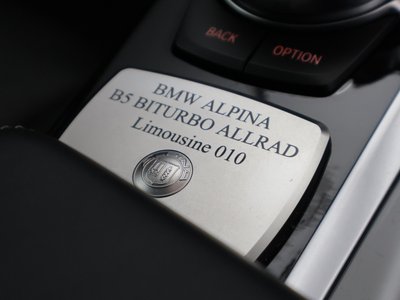 BACK
OPTION
BMW ALPINA
B5 BITURBO ALLRAD
Limousine 010